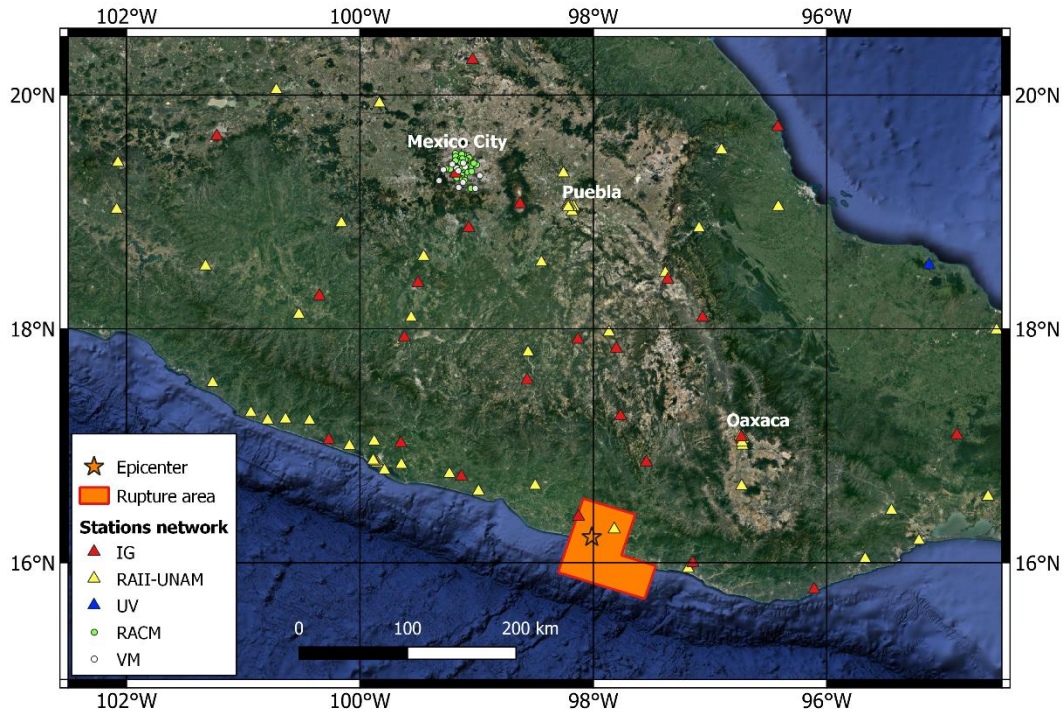 102°W 100°W 98°W 96°W
20°N 20°N
Mexico City
Puebla
18°N 18°N
Oaxaca
Epicenter
Rupture area
Stations network
IG
RAII-UNAM
UV
RACM
VM
16°N 16°N
0 100 200 km
102°W 100°W 98°W 96°W